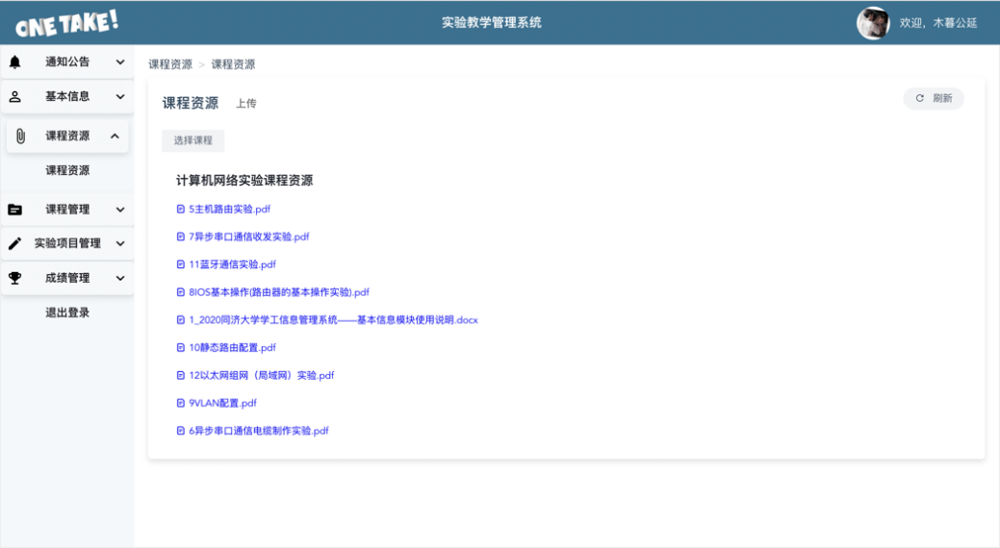 ONE TAKE!
实验教学管理系统
欢迎，木暮公延
通知公告
基本信息
课程资源
课程资源
课程管理
实验项目管理
成绩管理
退出登录
课程资源 > 课程资源
课程资源 上传
刷新
选择课程
计算机网络实验课程资源
5主机路由实验.pdf
7异步串口通信收发实验.pdf
11蓝牙通信实验.pdf
8IOS基本操作(路由器的基本操作实验).pdf
1_2020同济大学学工信息管理系统——基本信息模块使用说明.docx
10静态路由配置.pdf
12以太网组网（局域网）实验.pdf
9VLAN配置.pdf
6异步串口通信电缆制作实验.pdf